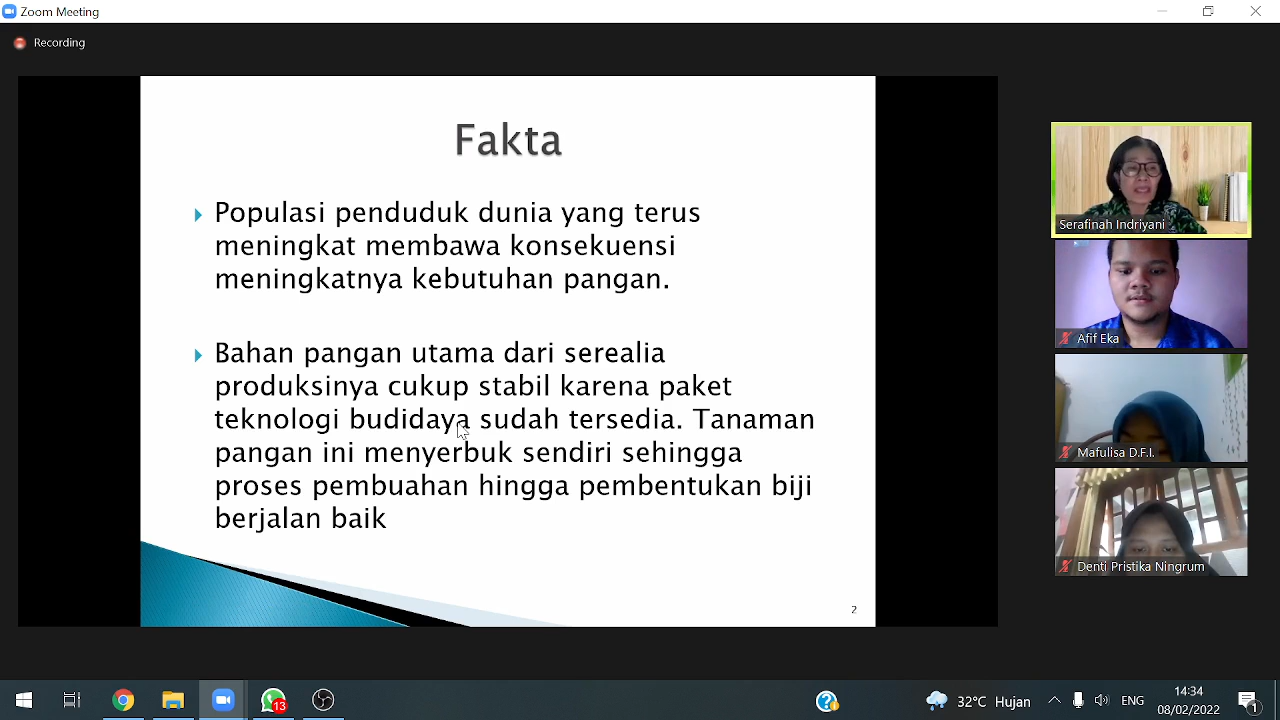 Zoom Meeting
Recording
Fakta
Populasi penduduk dunia yang terus
meningkat membawa konsekuensi
meningkatnya kebutuhan pangan.
Bahan pangan utama dari serealia
produksinya cukup stabil karena paket
teknologi budidaya sudah tersedia. Tanaman
pangan ini menyerbuk sendiri sehingga
proses pembuahan hingga pembentukan biji
berjalan baik
2
Serafinah Indriyani
Afif Eka
Mafulisa D.F.I.
Denti Pristika Ningrum
13
32°C Hujan
ENG
14:34
08/02/2022
1